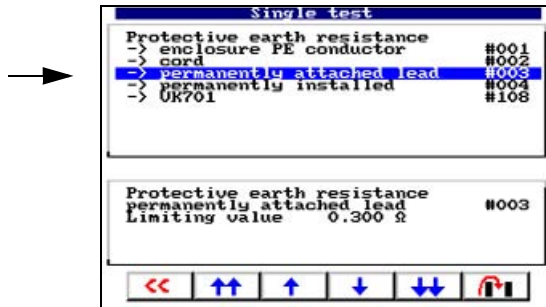 Single test
Protective earth resistance
-> enclosure PE conductor #001
-> cord #002
-> permanently attached lead #003
-> permanently installed #004
-> VK701 #108
Protective earth resistance
permanently attached lead #003
Limiting value 0.300 Ω
<<